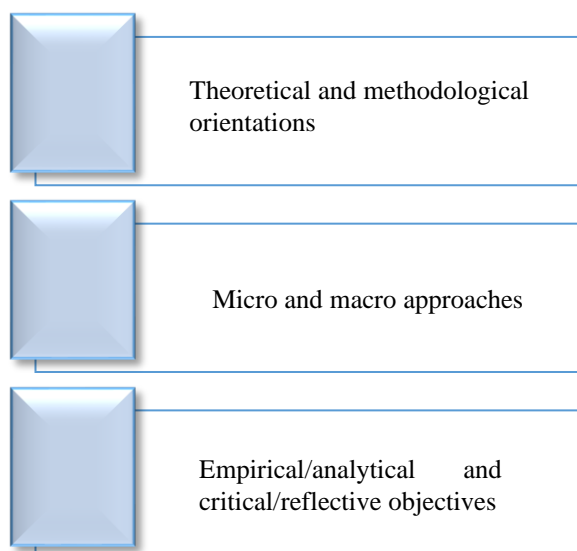 Theoretical and methodological
orientations
Micro and macro approaches
Empirical/analytical and
critical/reflective objectives